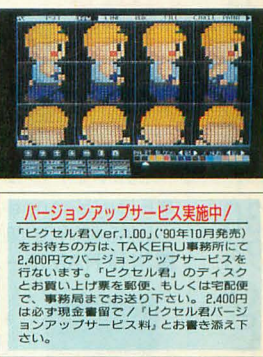 バージョンアップサービス実施中!
「ピクセル君Ver.1.00」('90年10月発売)
をお持ちの方は、TAKERU事務所にて
2,400円でバージョンアップサービスを
行ないます。「ピクセル君」のディスク
とお買い上げ票を郵便、もしくは宅配便
で、事務局までお送り下さい。2,400円
は必ず現金書留で!「ピクセル君バージ
ョンアップサービス料」とお書き添え下
さい。